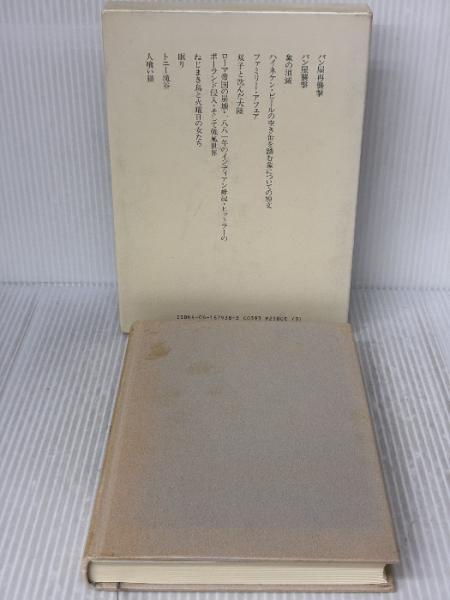 パン屋再襲撃
パン屋襲撃
象の消滅
ハイネケン・ビールの空き缶を踏む象についての短文
ファミリー・アフェア
双子と沈んだ大陸
ローマ帝国の崩壊・一八八一年のインディアン蜂起・ヒットラーの
ポーランド侵入・そして強風世界
ねじまき鳥と火曜日の女たち
眠り
トニー滝谷
人喰い猫